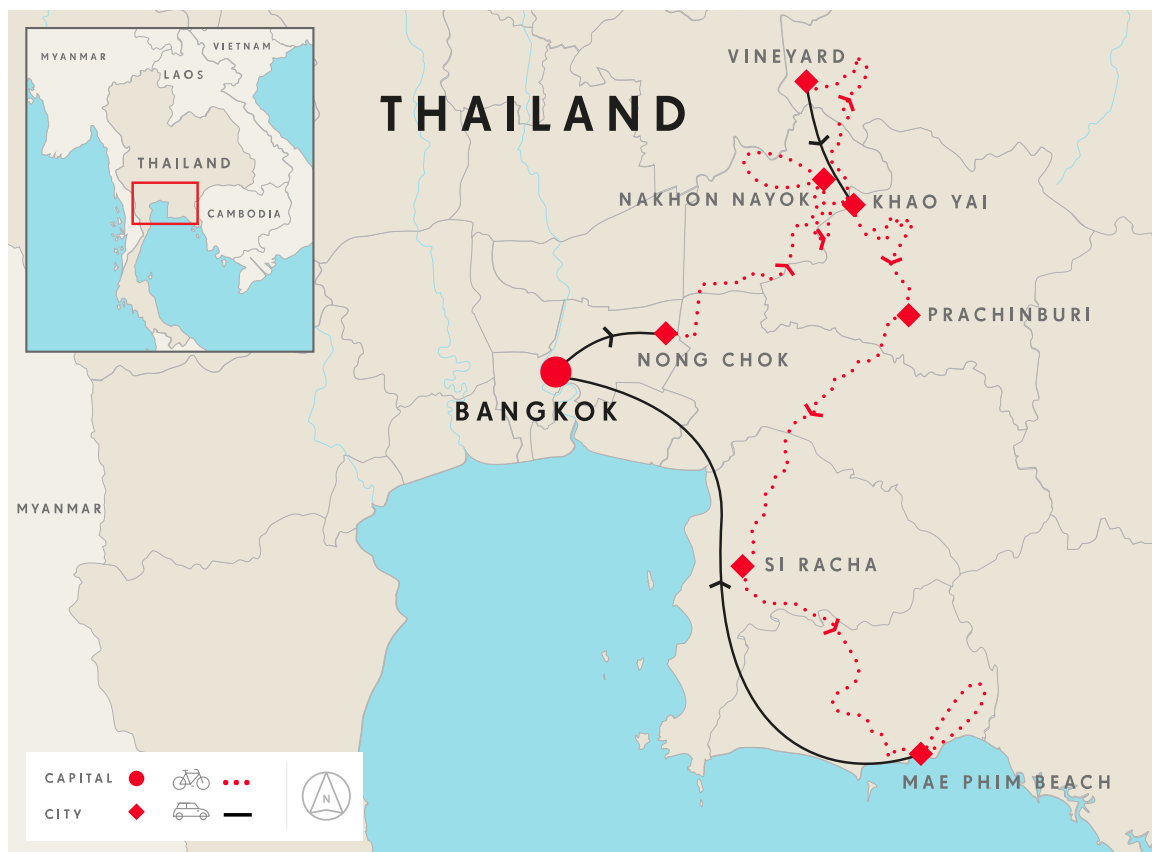 MYANMAR
VIETNAM
LAOS
THAILAND
CAMBODIA
THAILAND
VINEYARD
NAKHON NAYOK
KHAO YAI
PRACHINBURI
NONG CHOK
BANGKOK
MYANMAR
SI RACHA
MAE PHIM BEACH
CAPITAL
CITY
N